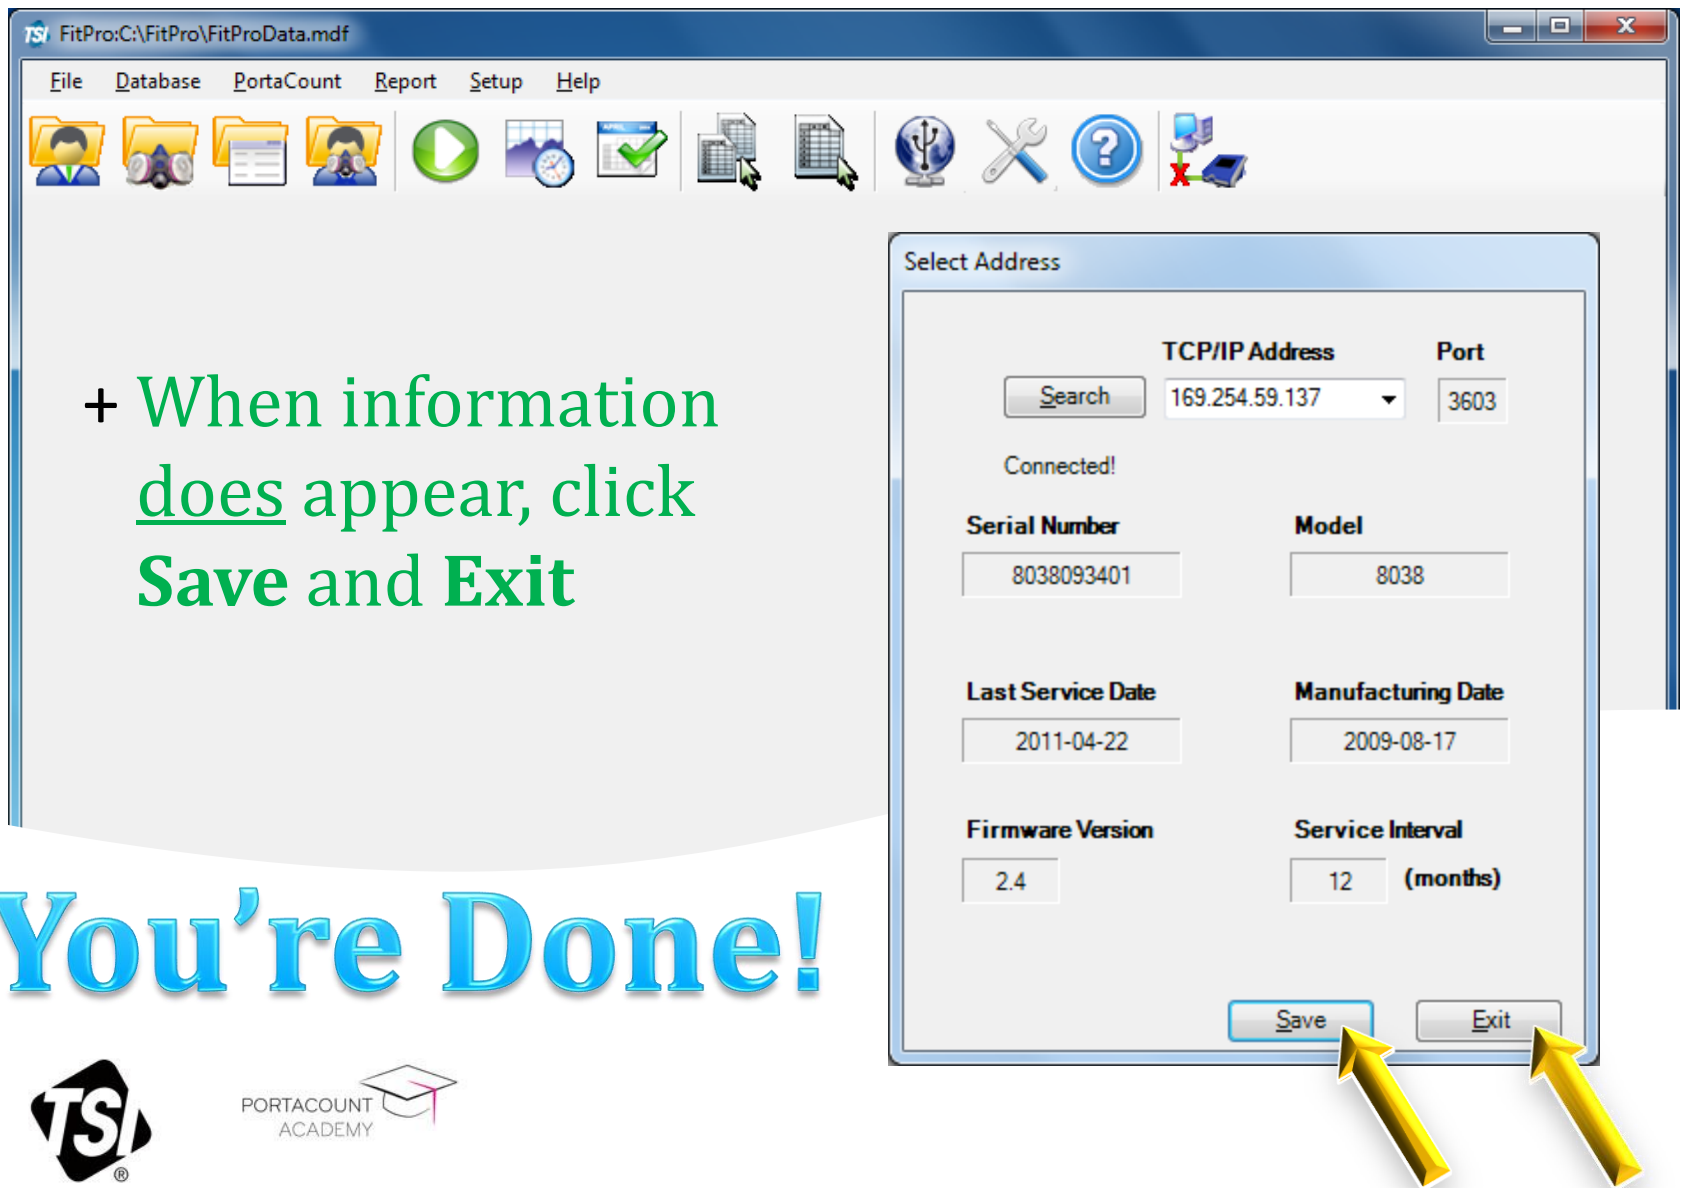 TSI FitPro:C:\FitPro\FitProData.mdf
File Database PortaCount Report Setup Help
APRIL
Select Address
TCP/IP Address Port
Search 169.254.59.137 3603
Connected!
Serial Number Model
8038093401 8038
Last Service Date Manufacturing Date
2011-04-22 2009-08-17
Firmware Version Service Interval
2.4 12 (months)
Save Exit
+ When information
does appear, click
Save and Exit
You’re Done!
TSI
®
PORTACOUNT
ACADEMY